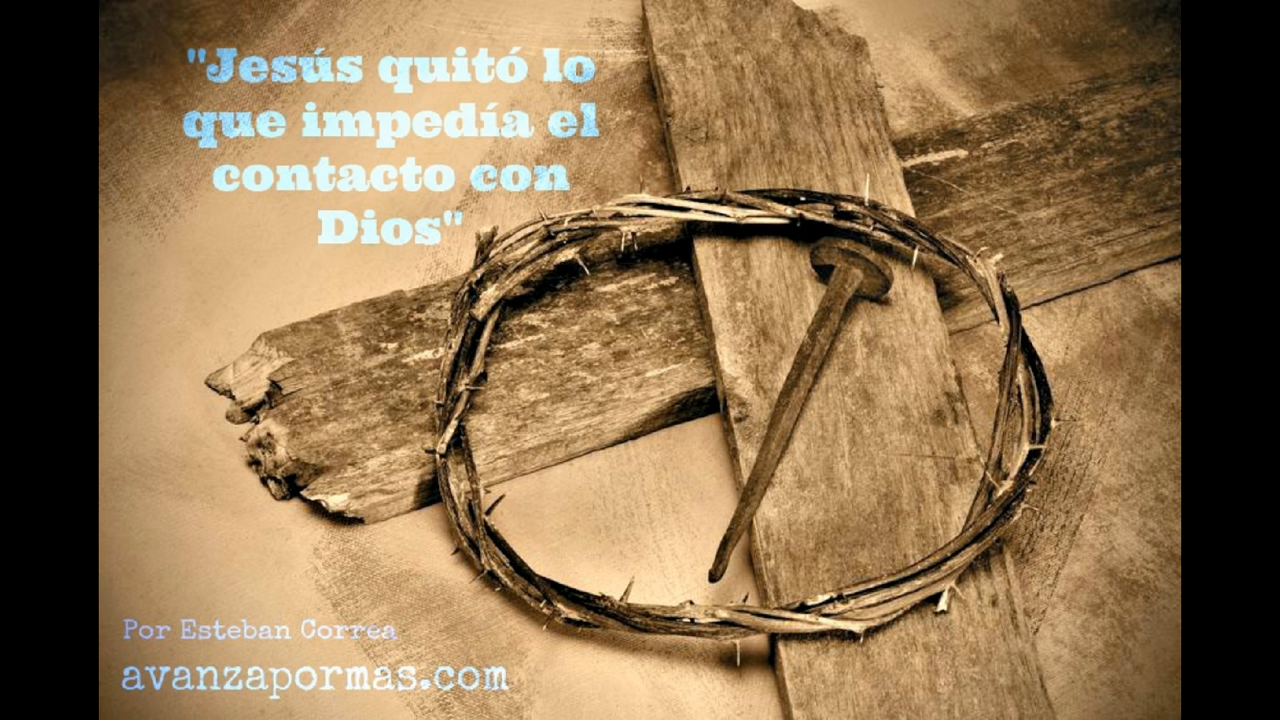 "Jesús quitó lo
que impedía el
contacto con
Dios"
Por Esteban Correa
avanzapormas.com